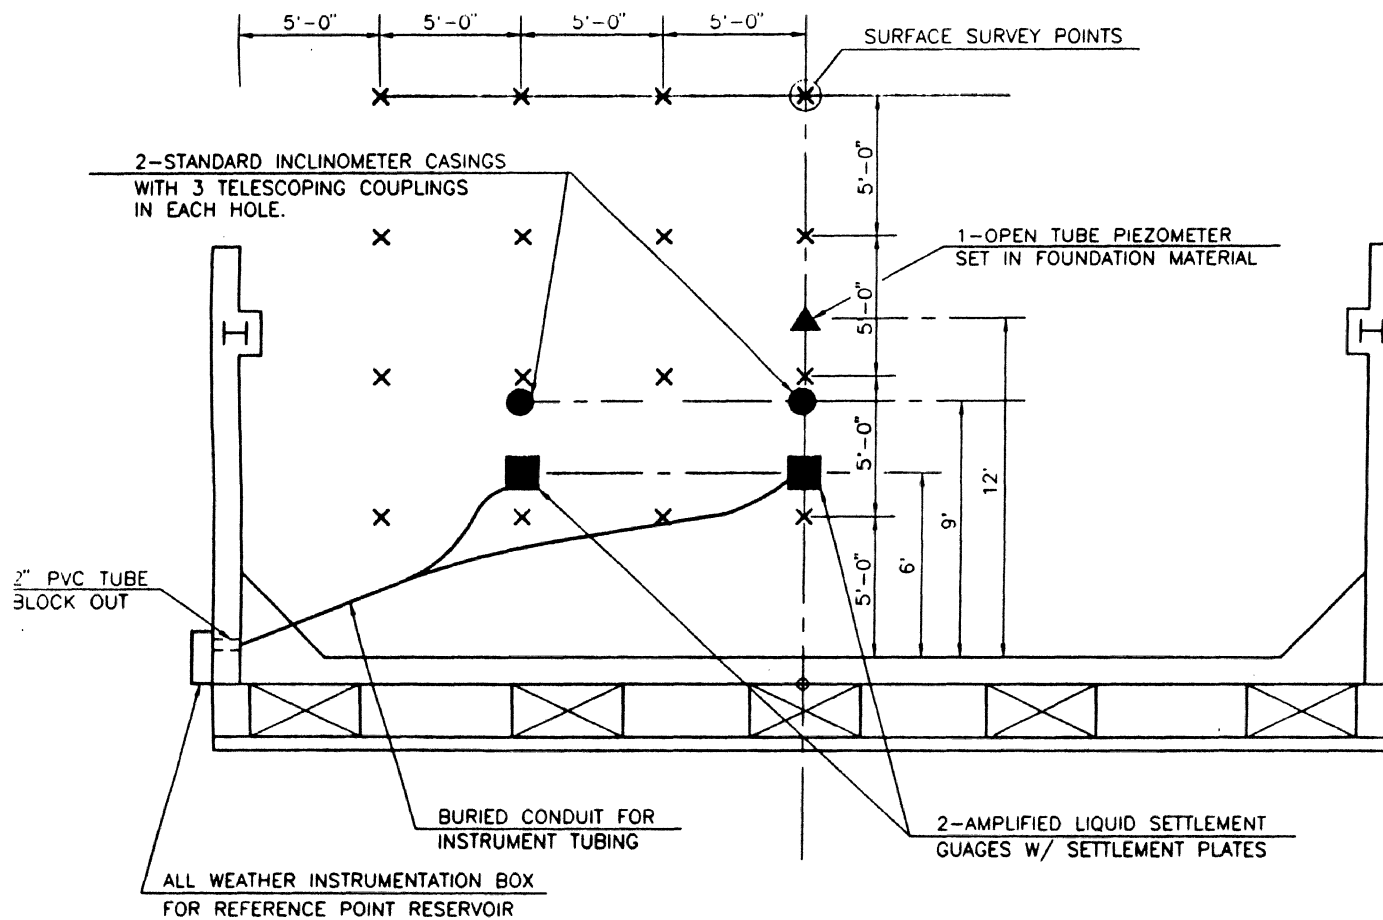 5'-0" 5'-0" 5'-0" 5'-0"
SURFACE SURVEY POINTS
2-STANDARD INCLINOMETER CASINGS
WITH 3 TELESCOPING COUPLINGS
IN EACH HOLE.
5'-0"
1-OPEN TUBE PIEZOMETER
SET IN FOUNDATION MATERIAL
5'-0"
5'-0"
12'
9'
6'
5'-0"
2" PVC TUBE
BLOCK OUT
BURIED CONDUIT FOR
INSTRUMENT TUBING
2-AMPLIFIED LIQUID SETTLEMENT
GUAGES W/ SETTLEMENT PLATES
ALL WEATHER INSTRUMENTATION BOX
FOR REFERENCE POINT RESERVOIR